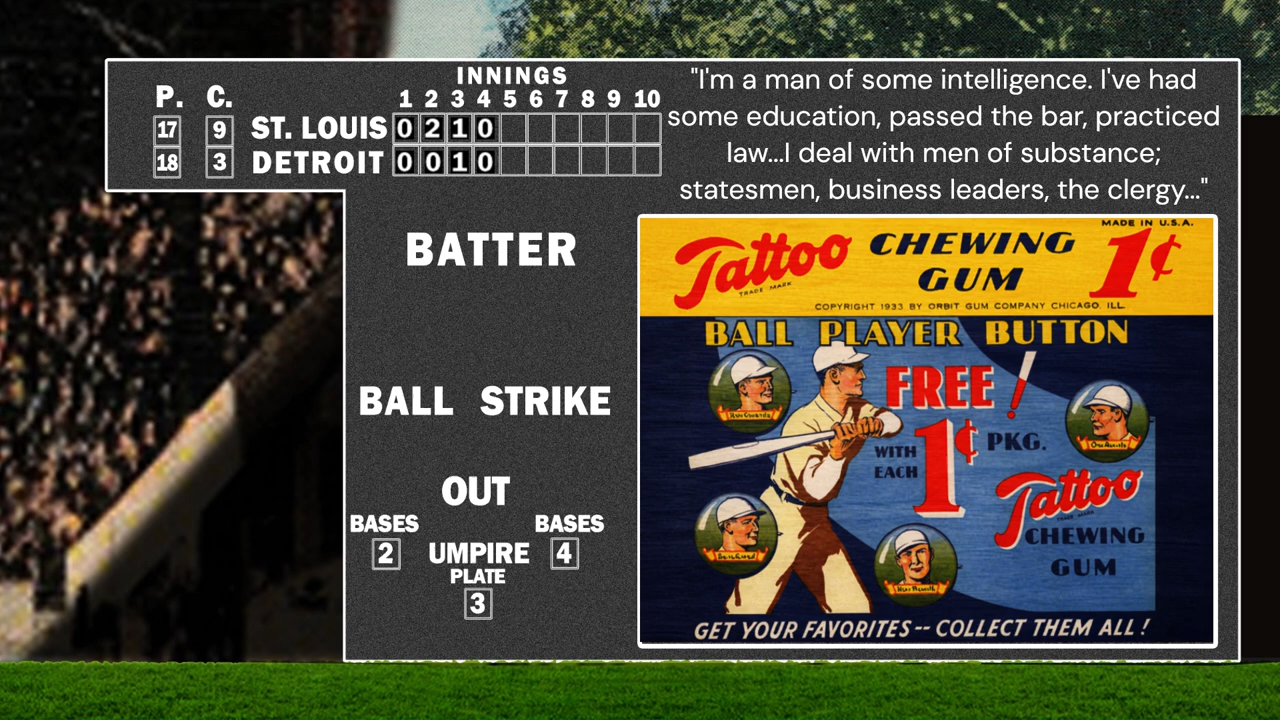 INNINGS
P. C. 1 2 3 4 5 6 7 8 9 10
17 9 ST. LOUIS 0 2 1 0
18 3 DETROIT 0 0 1 0
"I'm a man of some intelligence. I've had
some education, passed the bar, practiced
law...I deal with men of substance;
statesmen, business leaders, the clergy..."
BATTER
BALL STRIKE
OUT
BASES BASES
2 UMPIRE 4
PLATE
3
MADE IN U.S.A.
Tattoo CHEWING 1¢
TRADE MARK GUM
COPYRIGHT 1933 BY ORBIT GUM COMPANY CHICAGO, ILL.
BALL PLAYER BUTTON
FREE!
WITH
EACH
1¢ PKG.
Tattoo
TRADE MARK
CHEWING
GUM
GET YOUR FAVORITES -- COLLECT THEM ALL!